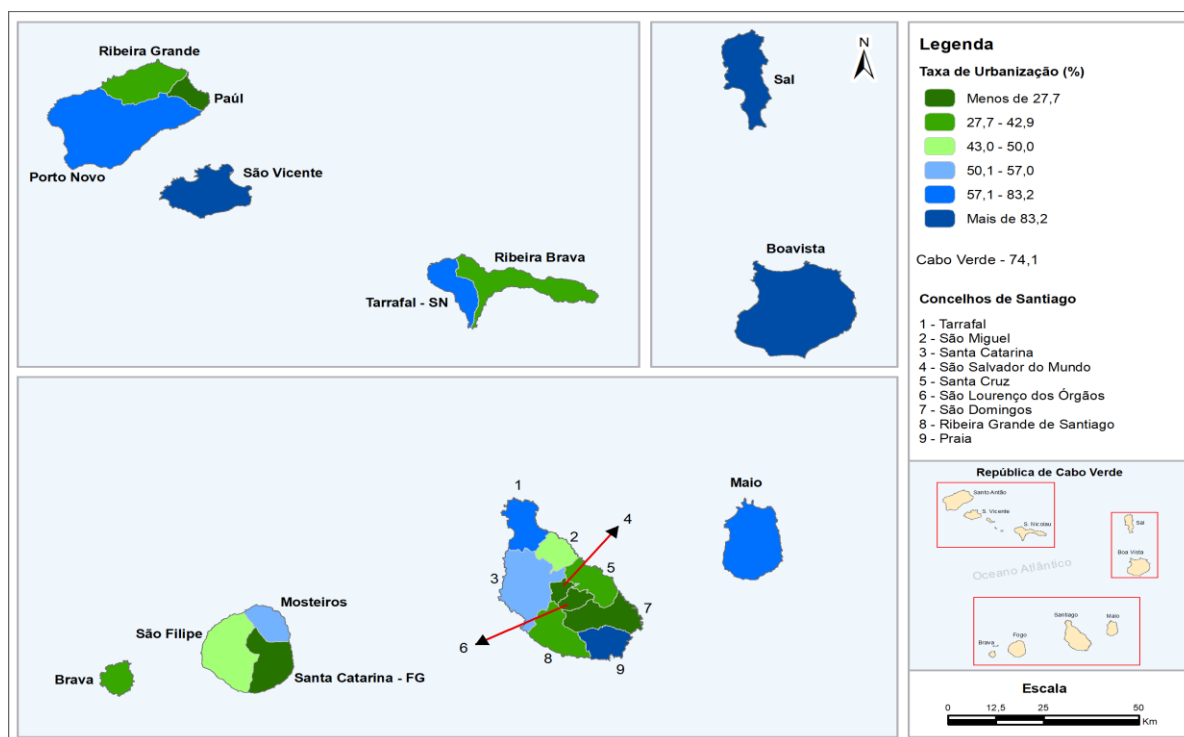 Ribeira Grande
Paúl
Porto Novo
São Vicente
Ribeira Brava
Tarrafal - SN
Sal
N
Boavista
1
2
3
4
5
6
7
8
9
Maio
Mosteiros
São Filipe
Brava
Santa Catarina - FG
Legenda
Taxa de Urbanização (%)
Menos de 27,7
27,7 - 42,9
43,0 - 50,0
50,1 - 57,0
57,1 - 83,2
Mais de 83,2
Cabo Verde - 74,1
Concelhos de Santiago
1 - Tarrafal
2 - São Miguel
3 - Santa Catarina
4 - São Salvador do Mundo
5 - Santa Cruz
6 - São Lourenço dos Órgãos
7 - São Domingos
8 - Ribeira Grande de Santiago
9 - Praia
República de Cabo Verde
Santo Antão
S. Vicente
S. Nicolau
Sal
Boa Vista
Oceano Atlântico
Santiago
Maio
Fogo
Brava
Escala
0 12,5 25 50
Km